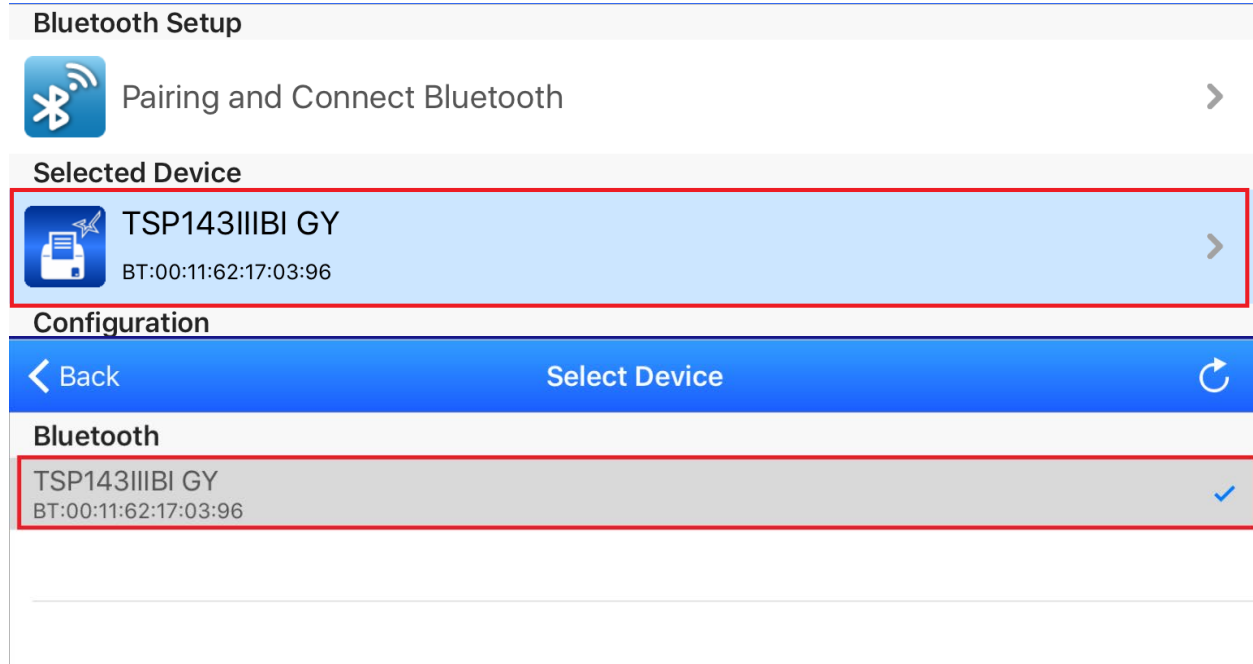 Bluetooth Setup
Pairing and Connect Bluetooth
Selected Device
TSP143IIIBI GY
BT:00:11:62:17:03:96
Configuration
Back
Select Device
Bluetooth
TSP143IIIBI GY
BT:00:11:62:17:03:96